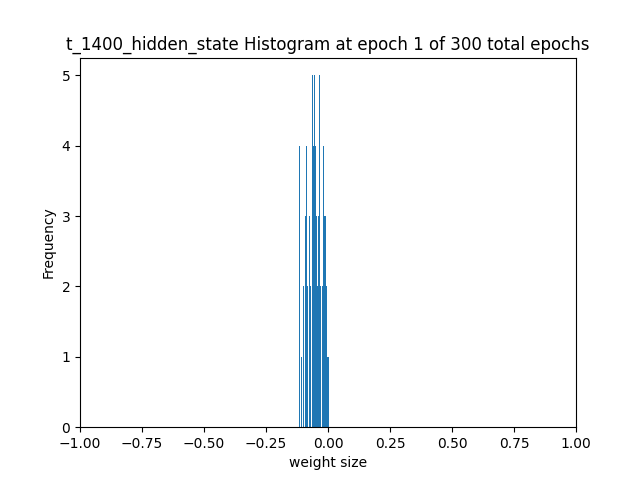 t_1400_hidden_state Histogram at epoch 1 of 300 total epochs
5
4
3
2
1
0
Frequency
−1.00 −0.75 −0.50 −0.25 0.00 0.25 0.50 0.75 1.00
weight size